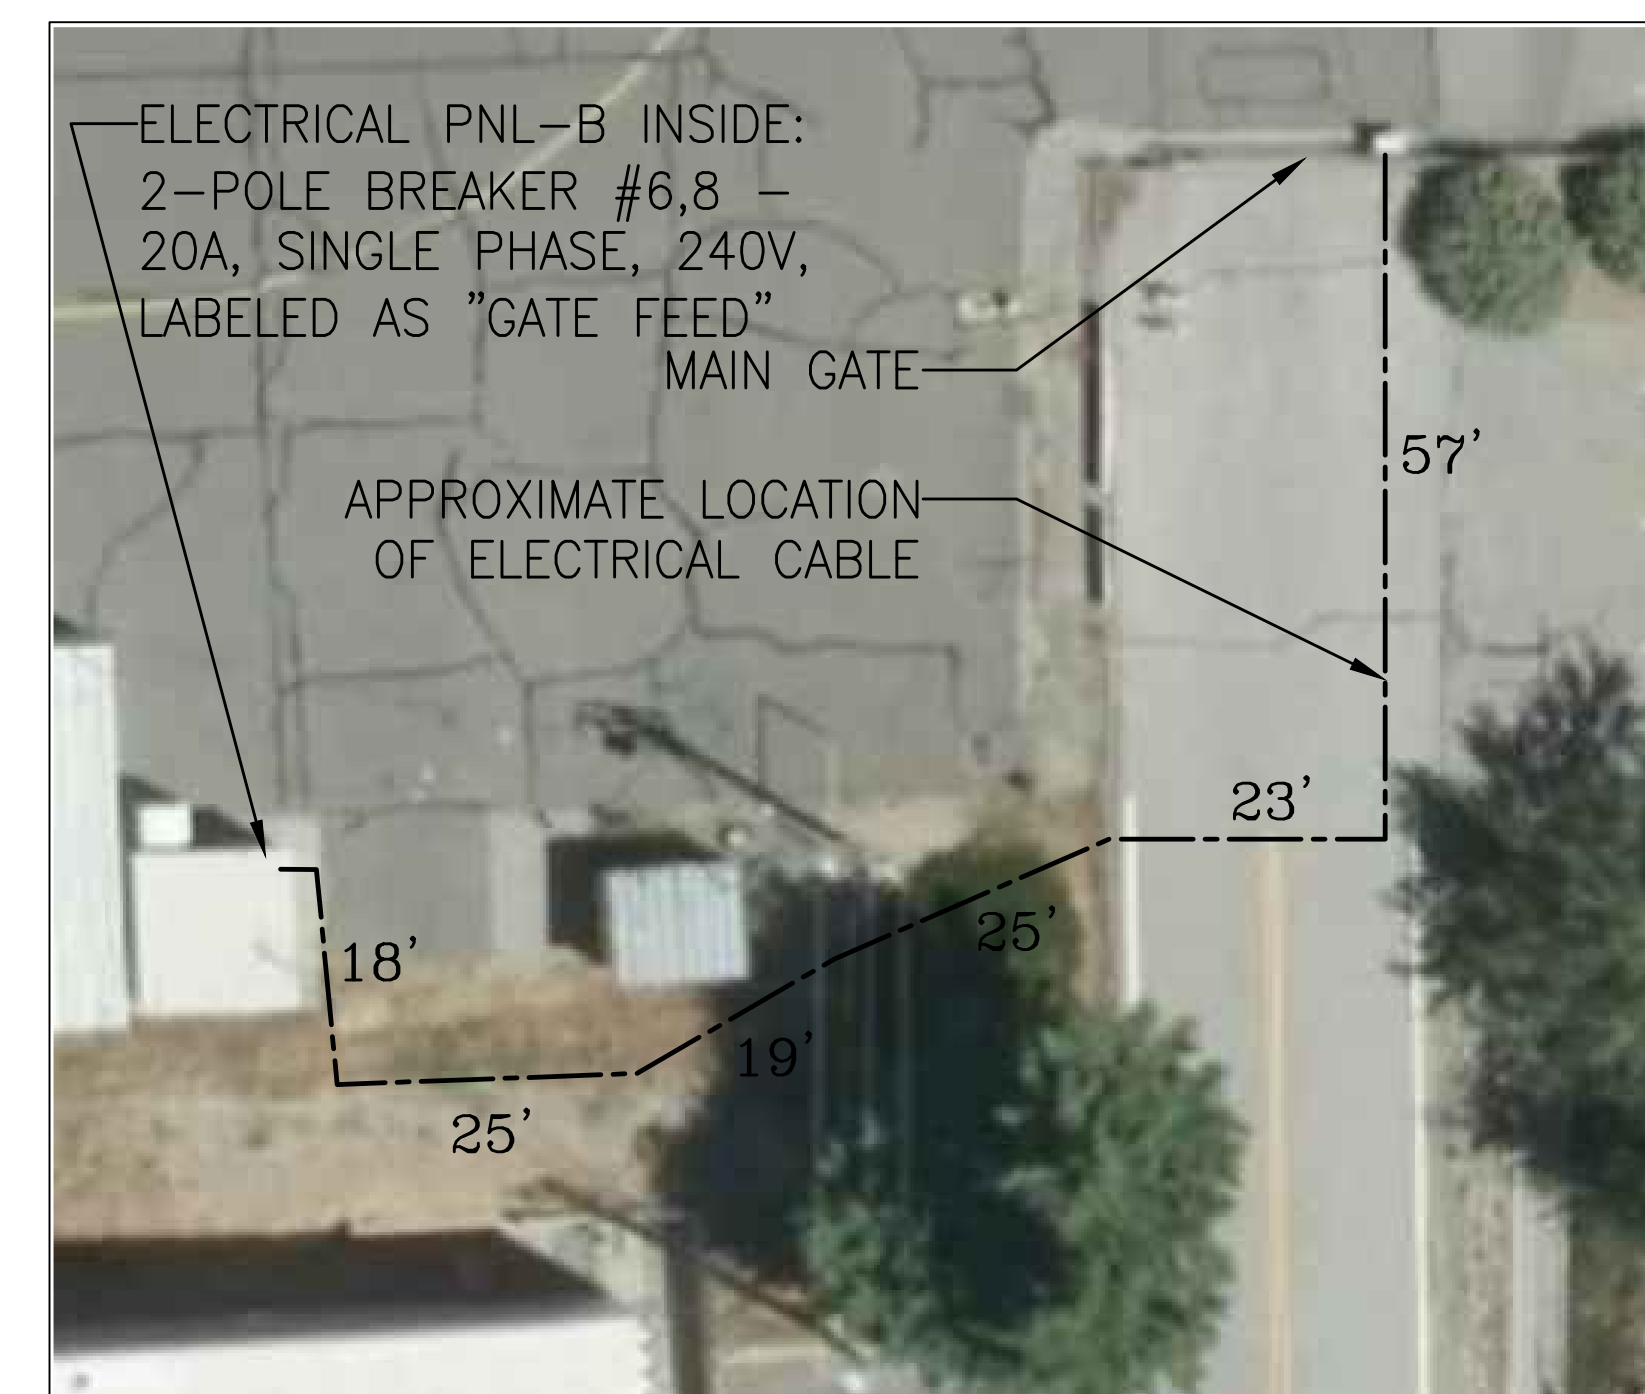 ELECTRICAL PNL-B INSIDE:
2-POLE BREAKER #6,8 -
20A, SINGLE PHASE, 240V,
LABELED AS "GATE FEED"
MAIN GATE
57'
APPROXIMATE LOCATION
OF ELECTRICAL CABLE
23'
25'
18'
19'
25'